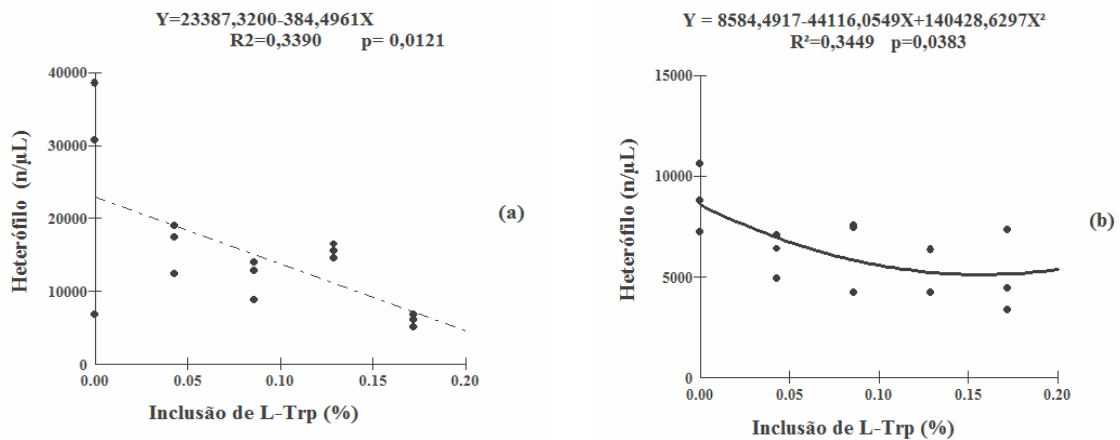 Y=23387,3200-384,4961X
R2=0,3390 p= 0,0121
40000
30000
20000
10000
0
0.00 0.05 0.10 0.15 0.20
Heterófilo (n/µL)
Inclusão de L-Trp (%)
(a)
Y = 8584,4917-44116,0549X+140428,6297X²
R²=0,3449 p=0,0383
15000
10000
5000
0
0.00 0.05 0.10 0.15 0.20
Heterófilo (n/µL)
Inclusão de L-Trp (%)
(b)